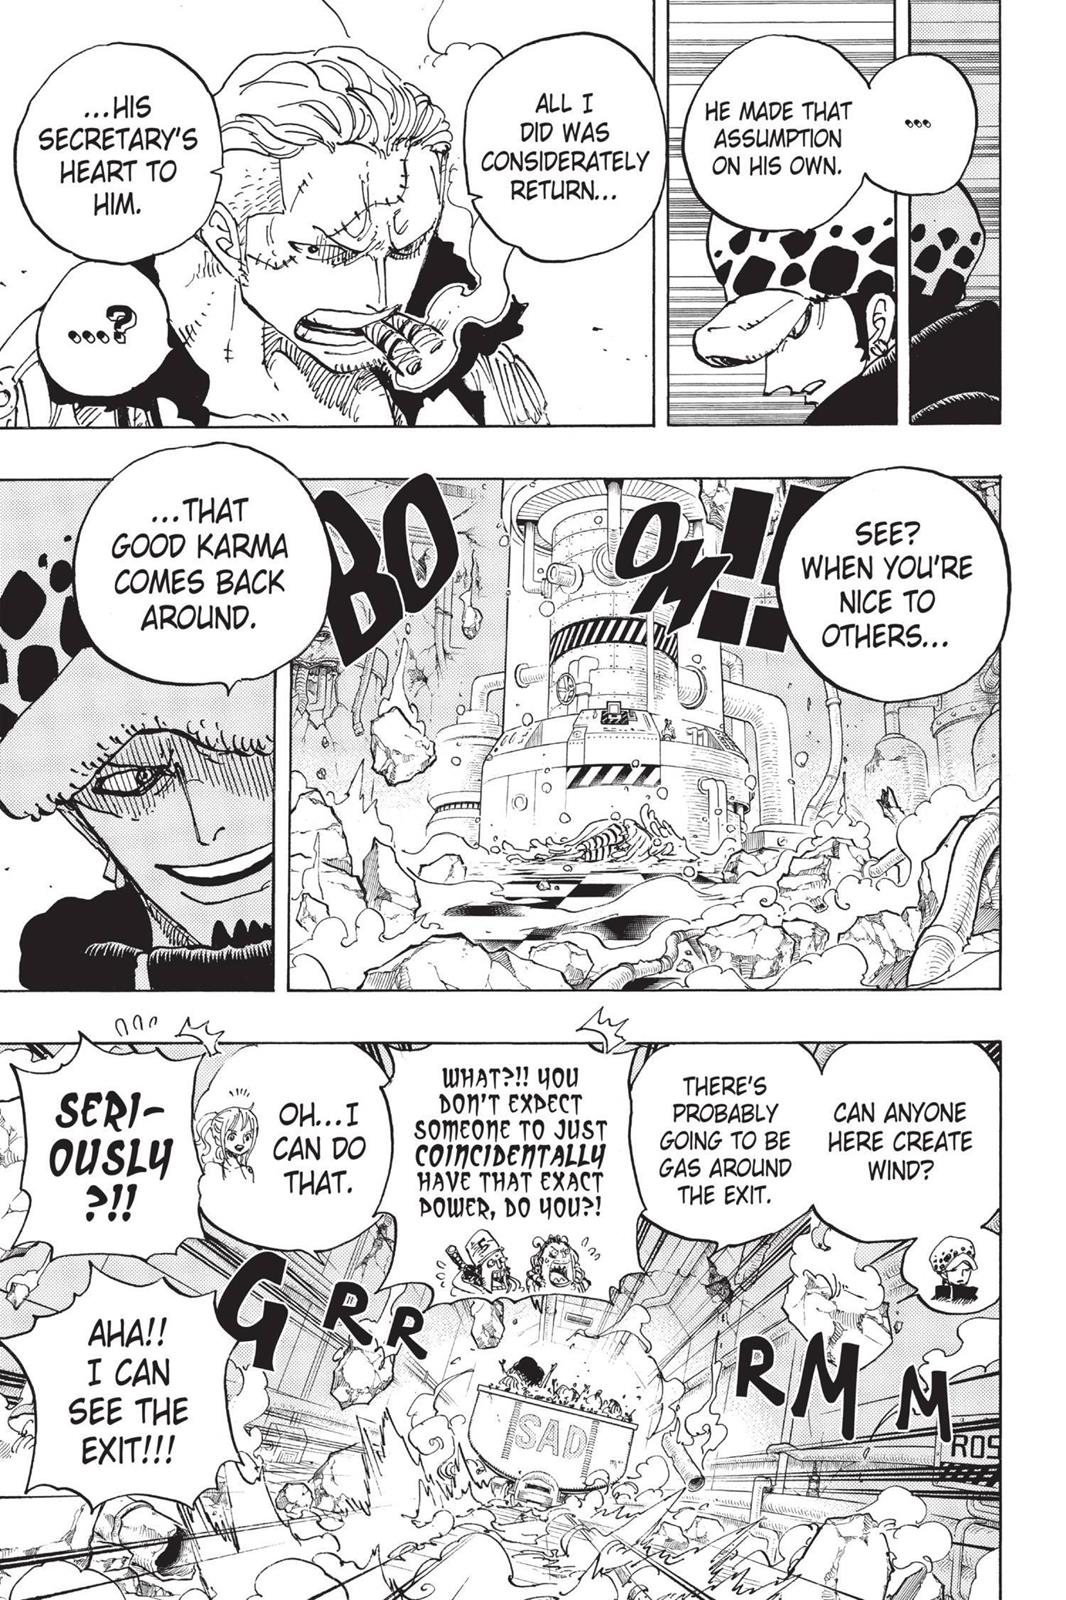 ...
HE MADE THAT
ASSUMPTION
ON HIS OWN.
ALL I
DID WAS
CONSIDERATELY
RETURN...
...HIS
SECRETARY'S
HEART TO
HIM.
...?
SEE?
WHEN YOU'RE
NICE TO
OTHERS...
BOOM!!
11
...THAT
GOOD KARMA
COMES BACK
AROUND.
CAN ANYONE
HERE CREATE
WIND?
THERE'S
PROBABLY
GOING TO BE
GAS AROUND
THE EXIT.
WHAT?!! YOU
DON'T EXPECT
SOMEONE TO JUST
COINCIDENTALLY
HAVE THAT EXACT
POWER, DO YOU?!
OH...I
CAN DO
THAT.
SERI-
OUSLY
?!!
GRRRMM
SAD
ROS
AHA!!
I CAN
SEE THE
EXIT!!!